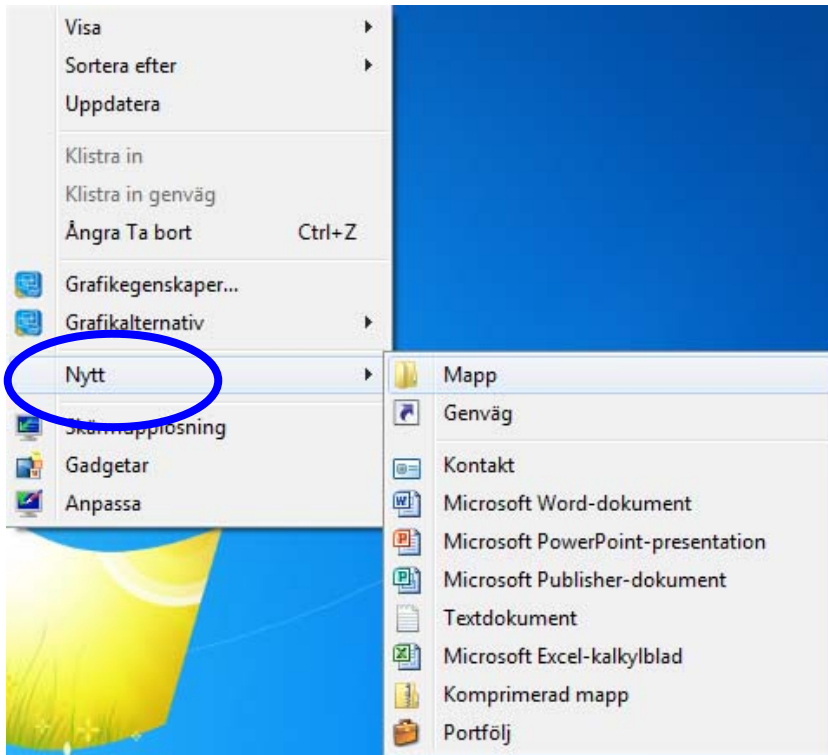 Visa
Sortera efter
Uppdatera
Klistra in
Klistra in genväg
Ångra Ta bort Ctrl+Z
Grafikegenskaper...
Grafikalternativ
Nytt
Skärmupplösning
Gadgetar
Anpassa
Mapp
Genväg
Kontakt
Microsoft Word-dokument
Microsoft PowerPoint-presentation
Microsoft Publisher-dokument
Textdokument
Microsoft Excel-kalkylblad
Komprimerad mapp
Portfölj